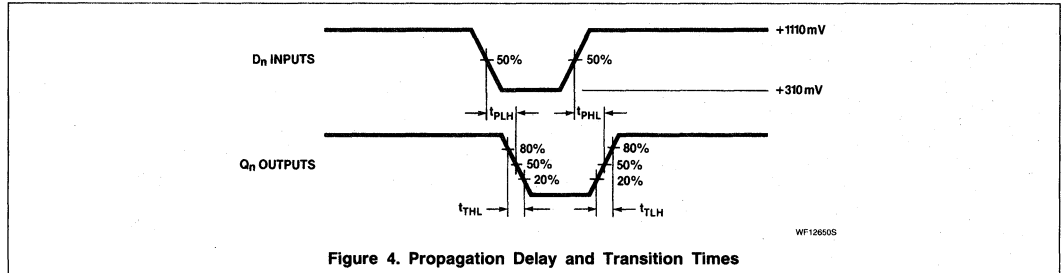 +1110mV
Dn INPUTS
50%
50%
+310mV
tPLH
tPHL
80%
80%
Qn OUTPUTS
50%
50%
20%
20%
tTHL
tTLH
WF12650S
Figure 4. Propagation Delay and Transition Times